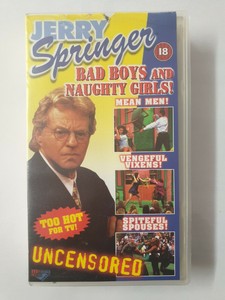 JERRY
Springer
18
BAD BOYS AND
NAUGHTY GIRLS!
MEAN MEN!
VENGEFUL
VIXENS!
SPITEFUL
SPOUSES!
TOO HOT
FOR TV!
UNCENSORED